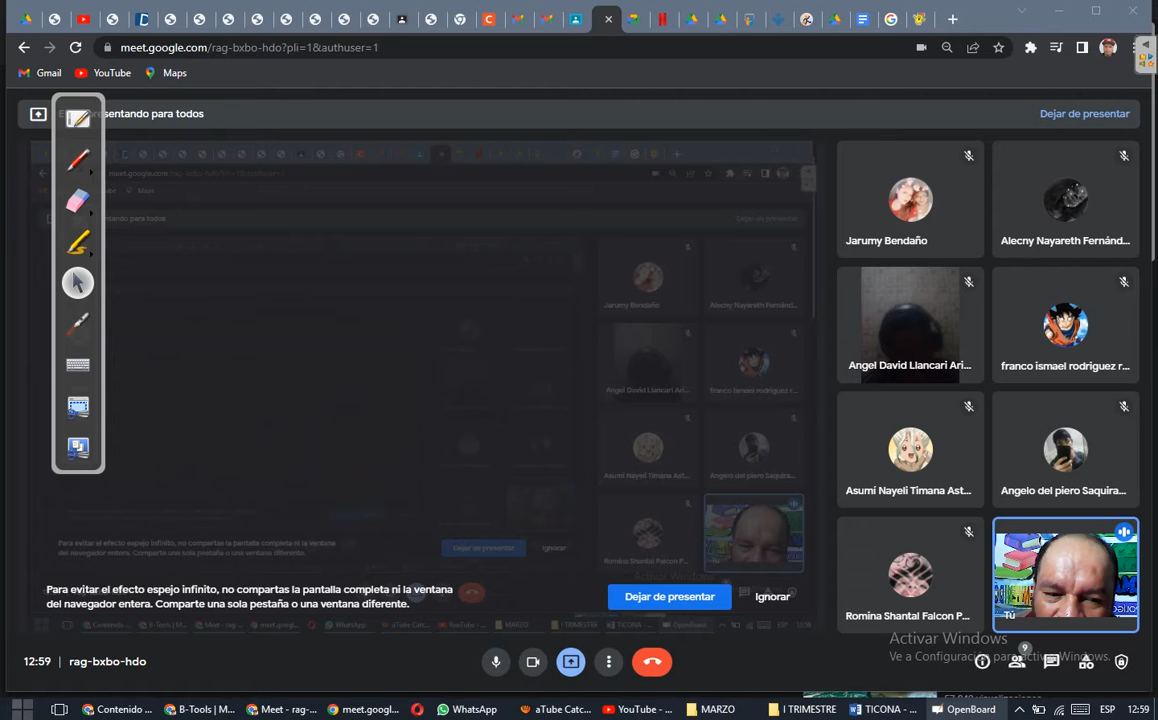 meet.google.com/rag-bxbo-hdo?pli=1&authuser=1
Gmail YouTube Maps
sentando para todos
Dejar de presentar
Jarumy Bendaño
Alecny Nayareth Fernánd...
Angel David Llancari Ari...
franco ismael rodriguez r...
Asumí Nayeli Timana Ast...
Angelo del piero Saquira...
Romina Shantal Falcon P...
Tú
Para evitar el efecto espejo infinito, no compartas la pantalla completa ni la ventana
del navegador entera. Comparte una sola pestaña o una ventana diferente.
Dejar de presentar
Ignorar
Activar Windows
Ve a Configuración para activar Windows.
12:59 | rag-bxbo-hdo
9
Contenido ... B-Tools | M... Meet - rag-... meet.googl... WhatsApp aTube Catc... YouTube - ... MARZO I TRIMESTRE TICONA - ... OpenBoard ESP 12:59